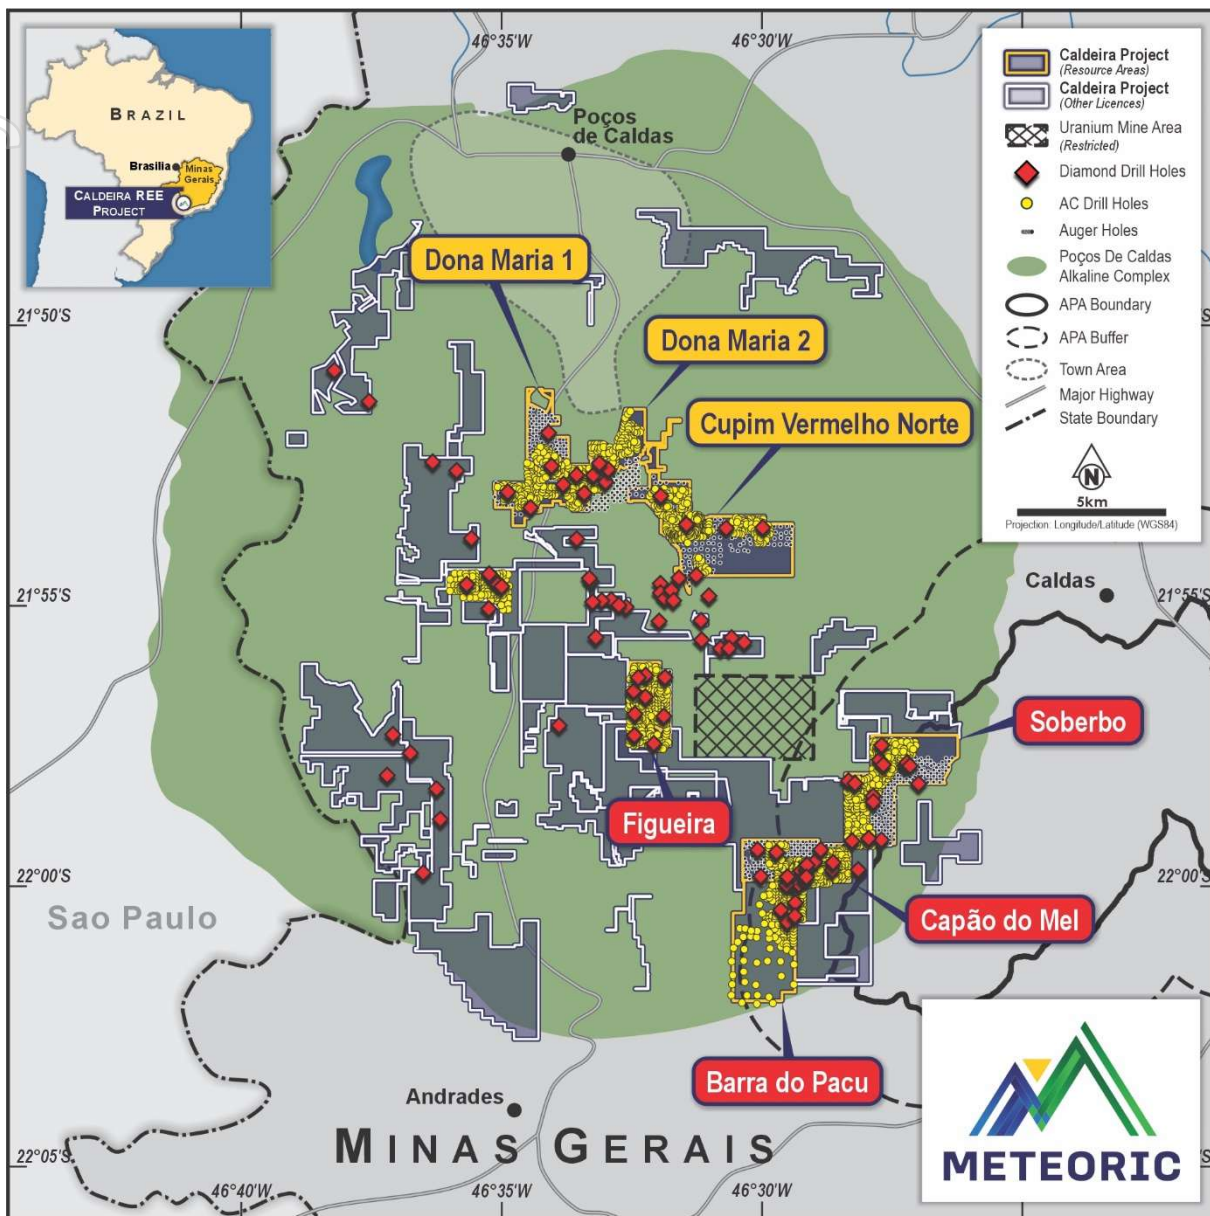 46°35'W
46°30'W
BRAZIL
Brasilia
Minas
Gerais
CALDEIRA REE
PROJECT
Poços
de Caldas
Caldeira Project
(Resource Areas)
Caldeira Project
(Other Licences)
Uranium Mine Area
(Restricted)
Diamond Drill Holes
AC Drill Holes
Auger Holes
Poços De Caldas
Alkaline Complex
APA Boundary
APA Buffer
Town Area
Major Highway
State Boundary
N
5km
Projection: Longitude/Latitude (WGS84)
Dona Maria 1
21°50'S
Dona Maria 2
Cupim Vermelho Norte
Caldas
21°55'S
21°55'S
Soberbo
Figueira
22°00'S
22°00'S
Sao Paulo
Capão do Mel
Barra do Pacu
Andrades
MINAS GERAIS
METEORIC
22°05'S
46°40'W
46°35'W
46°30'W